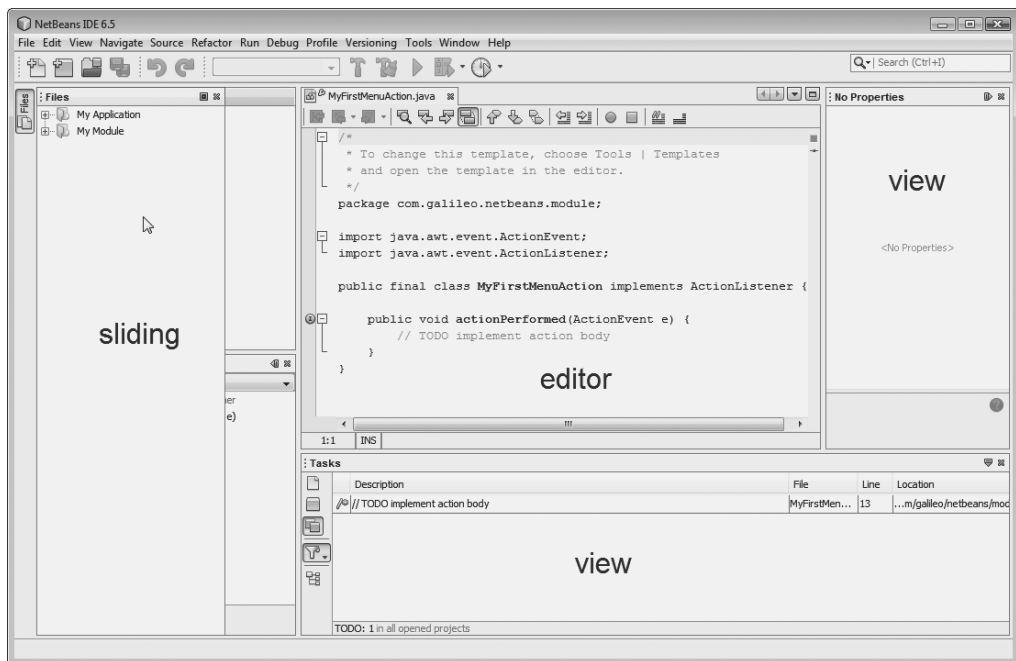 NetBeans IDE 6.5
File Edit View Navigate Source Refactor Run Debug Profile Versioning Tools Window Help
Search (Ctrl+I)
Files
Files
My Application
My Module
sliding
er
e)
MyFirstMenuAction.java
/*
* To change this template, choose Tools | Templates
* and open the template in the editor.
*/
package com.galileo.netbeans.module;
import java.awt.event.ActionEvent;
import java.awt.event.ActionListener;
public final class MyFirstMenuAction implements ActionListener {
public void actionPerformed(ActionEvent e) {
// TODO implement action body
}
}
editor
1:1 INS
No Properties
view
<No Properties>
Tasks
Description File Line Location
// TODO implement action body MyFirstMen... 13 ...m/galileo/netbeans/mod
view
TODO: 1 in all opened projects